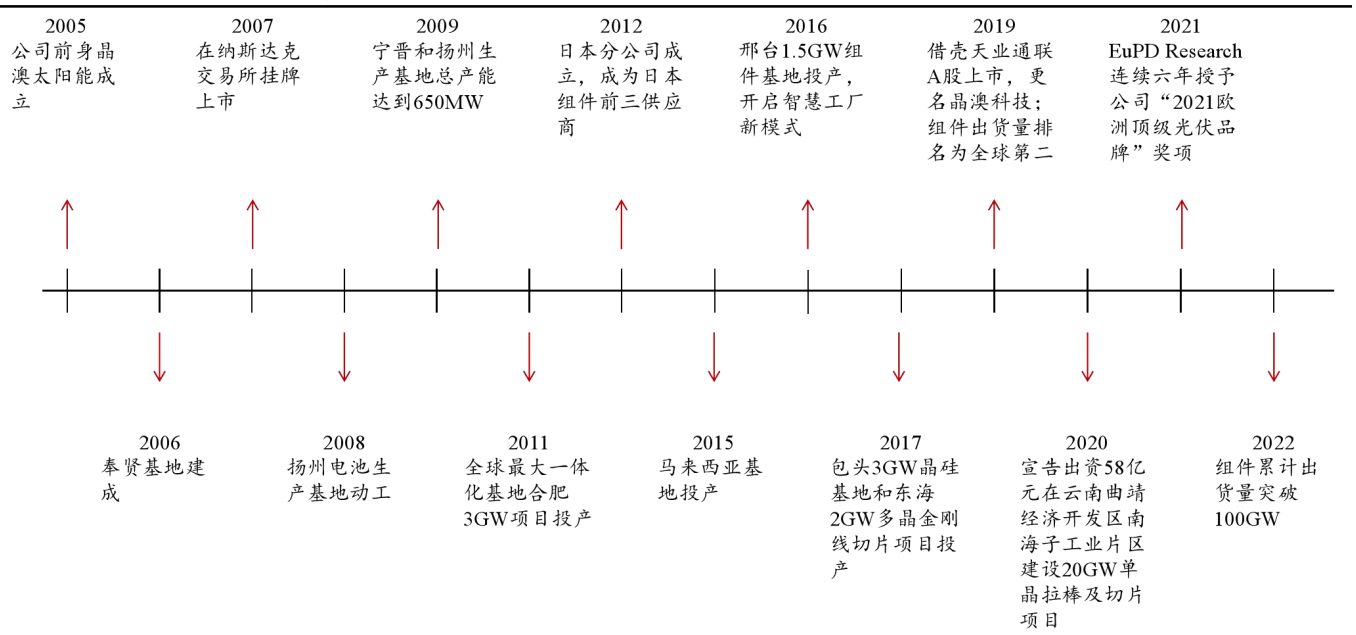 2005
公司前身晶
澳太阳能成
立
2007
在纳斯达克
交易所挂牌
上市
2009
宁晋和扬州生
产基地总产能
达到650MW
2012
日本分公司成
立，成为日本
组件前三供应
商
2016
邢台1.5GW组
件基地投产，
开启智慧工厂
新模式
2019
借壳天业通联
A股上市，更
名晶澳科技；
组件出货量排
名为全球第二
2021
EuPD Research
连续六年授予
公司“2021欧
洲顶级光伏品
牌”奖项
2006
奉贤基地建
成
2008
扬州电池生
产基地动工
2011
全球最大一体
化基地合肥
3GW项目投产
2015
马来西亚基
地投产
2017
包头3GW晶硅
基地和东海
2GW多晶金刚
线切片项目投
产
2020
宣告出资58亿
元在云南曲靖
经济开发区南
海子工业片区
建设20GW单
晶拉棒及切片
项目
2022
组件累计出
货量突破
100GW